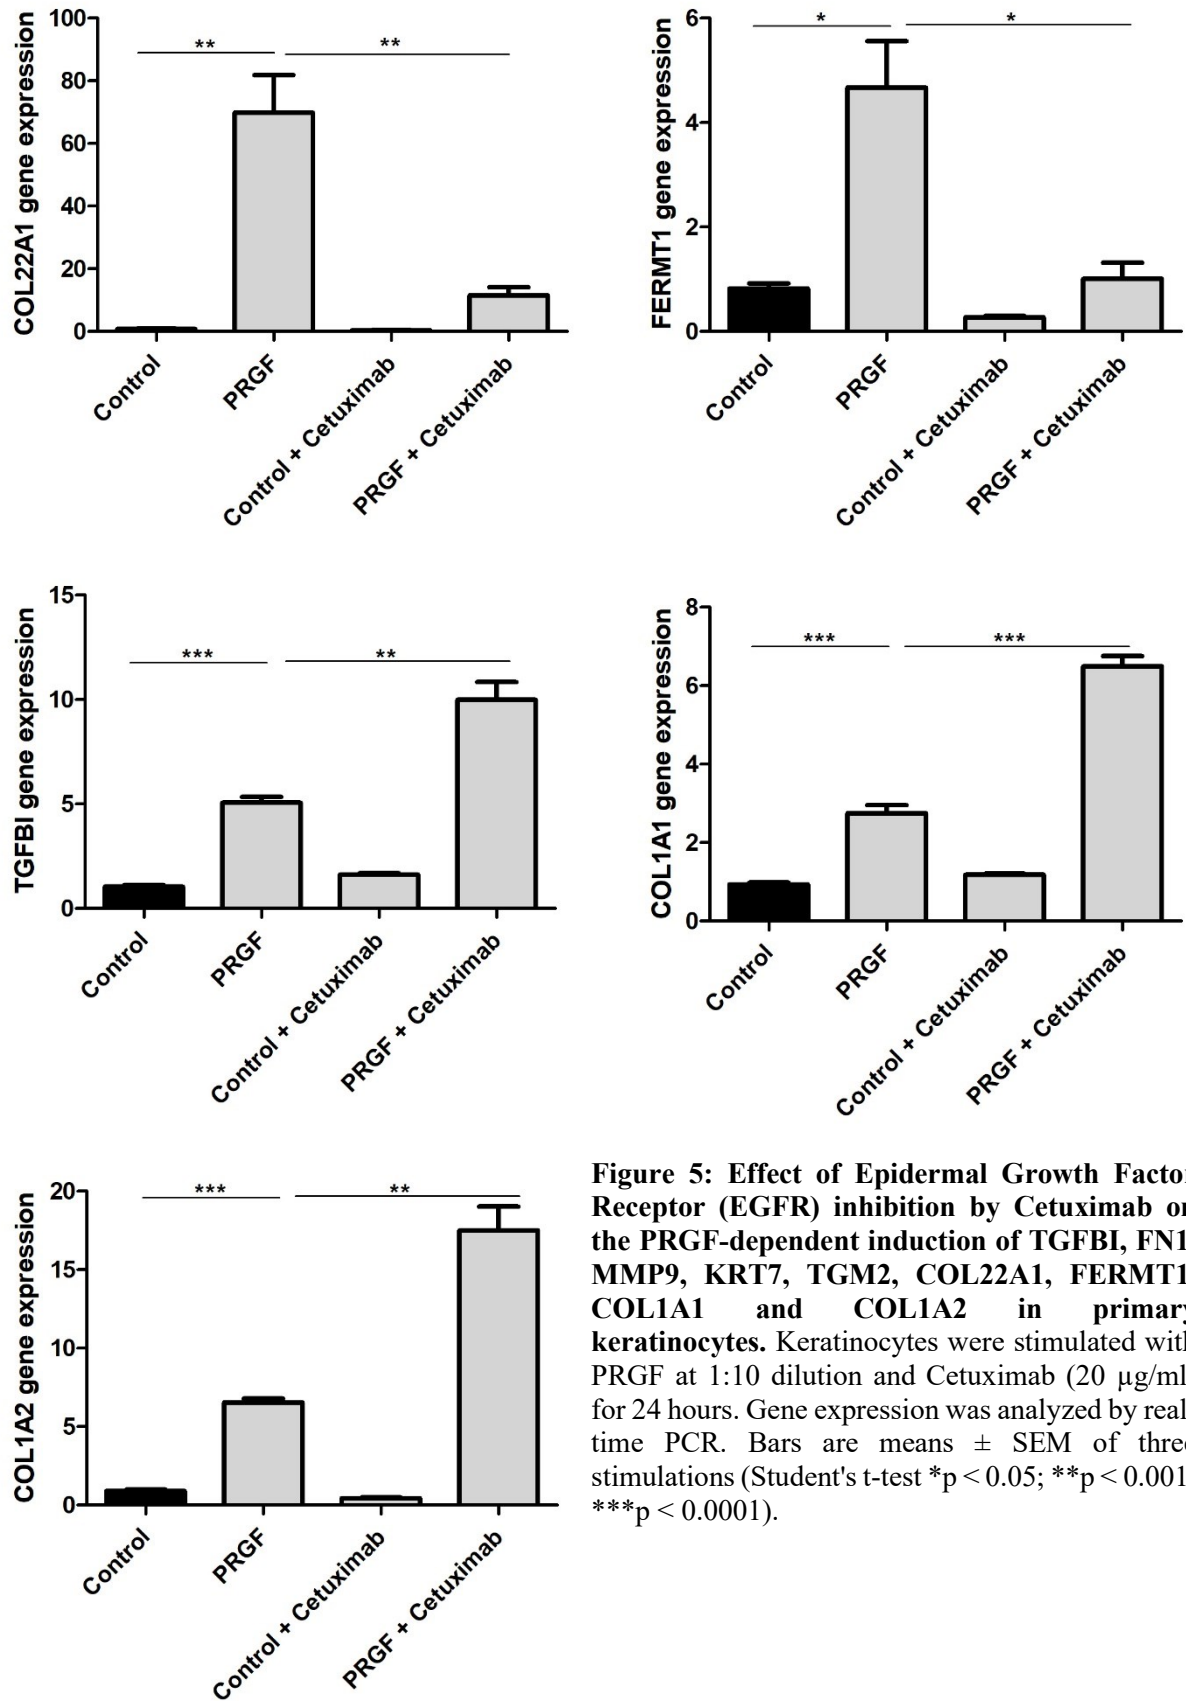 COL22A1 gene expression
100
80
60
40
20
0
** **
Control
PRGF
Control + Cetuximab
PRGF + Cetuximab
FERMT1 gene expression
6
4
2
0
* *
Control
PRGF
Control + Cetuximab
PRGF + Cetuximab
TGFBI gene expression
15
10
5
0
*** **
Control
PRGF
Control + Cetuximab
PRGF + Cetuximab
COL1A1 gene expression
8
6
4
2
0
*** ***
Control
PRGF
Control + Cetuximab
PRGF + Cetuximab
COL1A2 gene expression
20
15
10
5
0
*** **
Control
PRGF
Control + Cetuximab
PRGF + Cetuximab
Figure 5: Effect of Epidermal Growth Factor
Receptor (EGFR) inhibition by Cetuximab on
the PRGF-dependent induction of TGFBI, FN1
MMP9, KRT7, TGM2, COL22A1, FERMT1
COL1A1 and COL1A2 in primary
keratinocytes. Keratinocytes were stimulated with
PRGF at 1:10 dilution and Cetuximab (20 µg/ml
for 24 hours. Gene expression was analyzed by real
time PCR. Bars are means ± SEM of three
stimulations (Student's t-test *p < 0.05; **p < 0.001
***p < 0.0001).